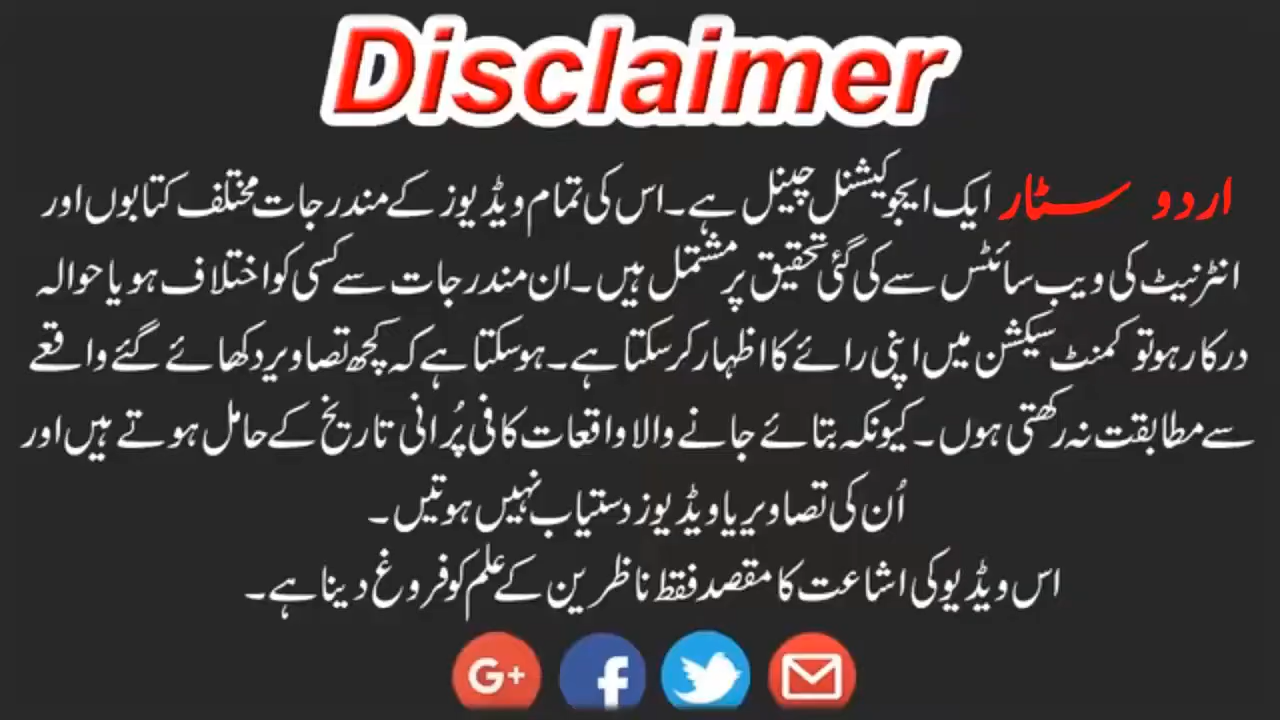 Disclaimer
اردو سٹار ایک ایجوکیشنل چینل ہے۔ اس کی تمام ویڈیوز کے مندرجات مختلف کتابوں اور
انٹرنیٹ کی ویب سائٹس سے کی گئی تحقیق پر مشتمل ہیں۔ ان مندرجات سے کسی کو اختلاف ہو یا حوالہ
درکار ہو تو کمنٹ سیکشن میں اپنی رائے کا اظہار کر سکتا ہے۔ ہو سکتا ہے کہ کچھ تصاویر دکھائے گئے واقعے
سے مطابقت نہ رکھتی ہوں۔ کیونکہ بتائے جانے والا واقعات کافی پُرانی تاریخ کے حامل ہوتے ہیں اور
اُن کی تصاویر یا ویڈیوز دستیاب نہیں ہوتیں۔
اس ویڈیو کی اشاعت کا مقصد فقط ناظرین کے علم کو فروغ دینا ہے۔
G+ f